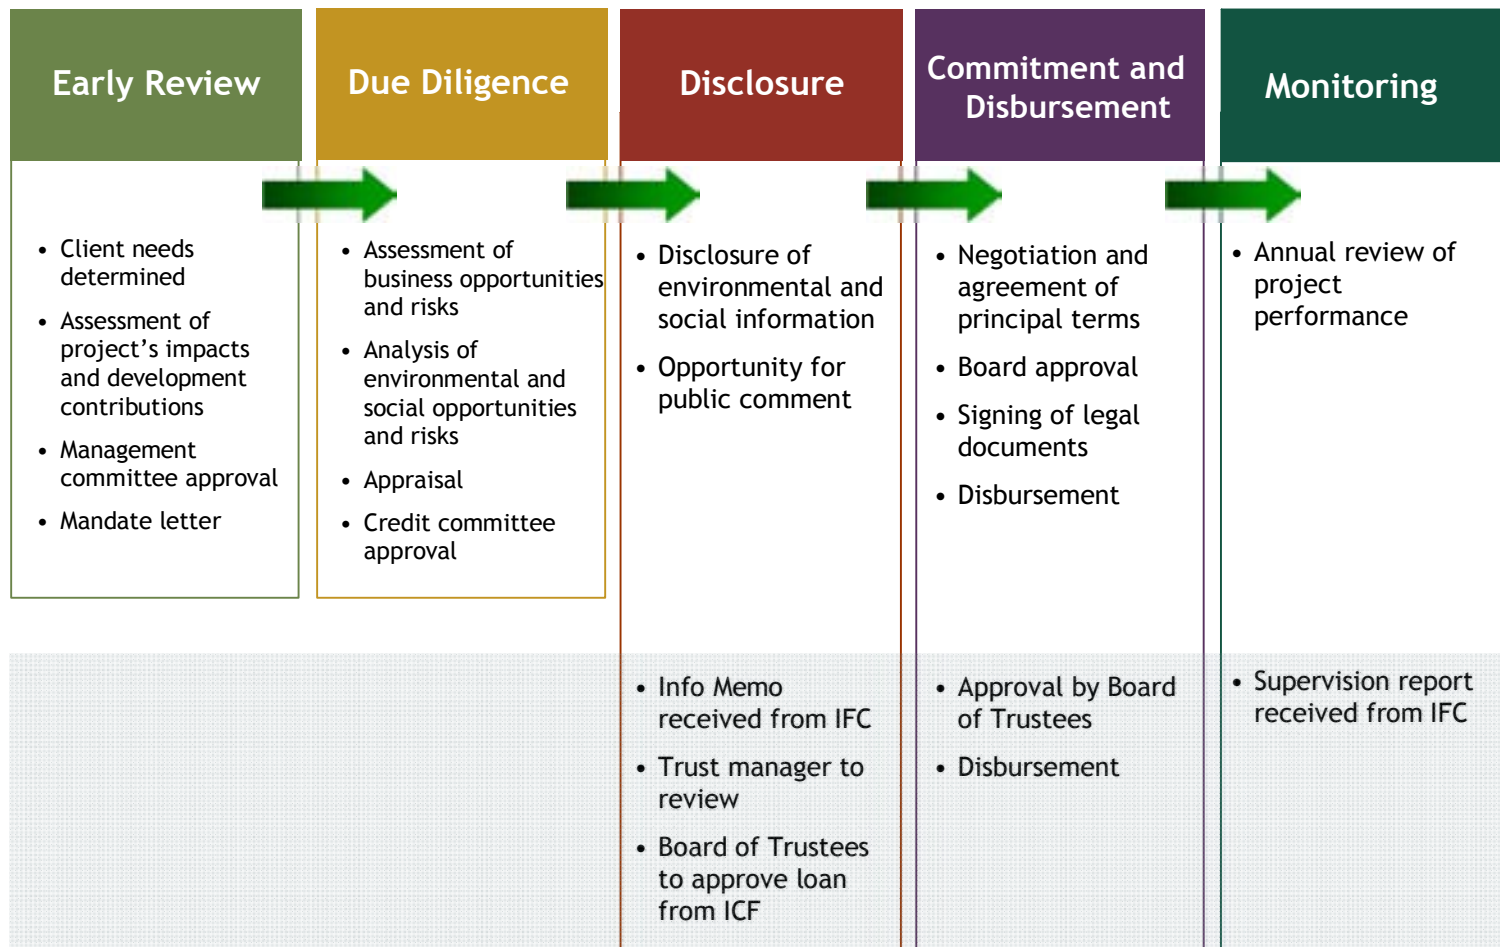 Early Review
• Client needs
determined
• Assessment of
project’s impacts
and development
contributions
• Management
committee approval
• Mandate letter
Due Diligence
• Assessment of
business opportunities
and risks
• Analysis of
environmental and
social opportunities
and risks
• Appraisal
• Credit committee
approval
Disclosure
• Disclosure of
environmental and
social information
• Opportunity for
public comment
• Info Memo
received from IFC
• Trust manager to
review
• Board of Trustees
to approve loan
from ICF
Commitment and
Disbursement
• Negotiation and
agreement of
principal terms
• Board approval
• Signing of legal
documents
• Disbursement
• Approval by Board
of Trustees
• Disbursement
Monitoring
• Annual review of
project
performance
• Supervision report
received from IFC